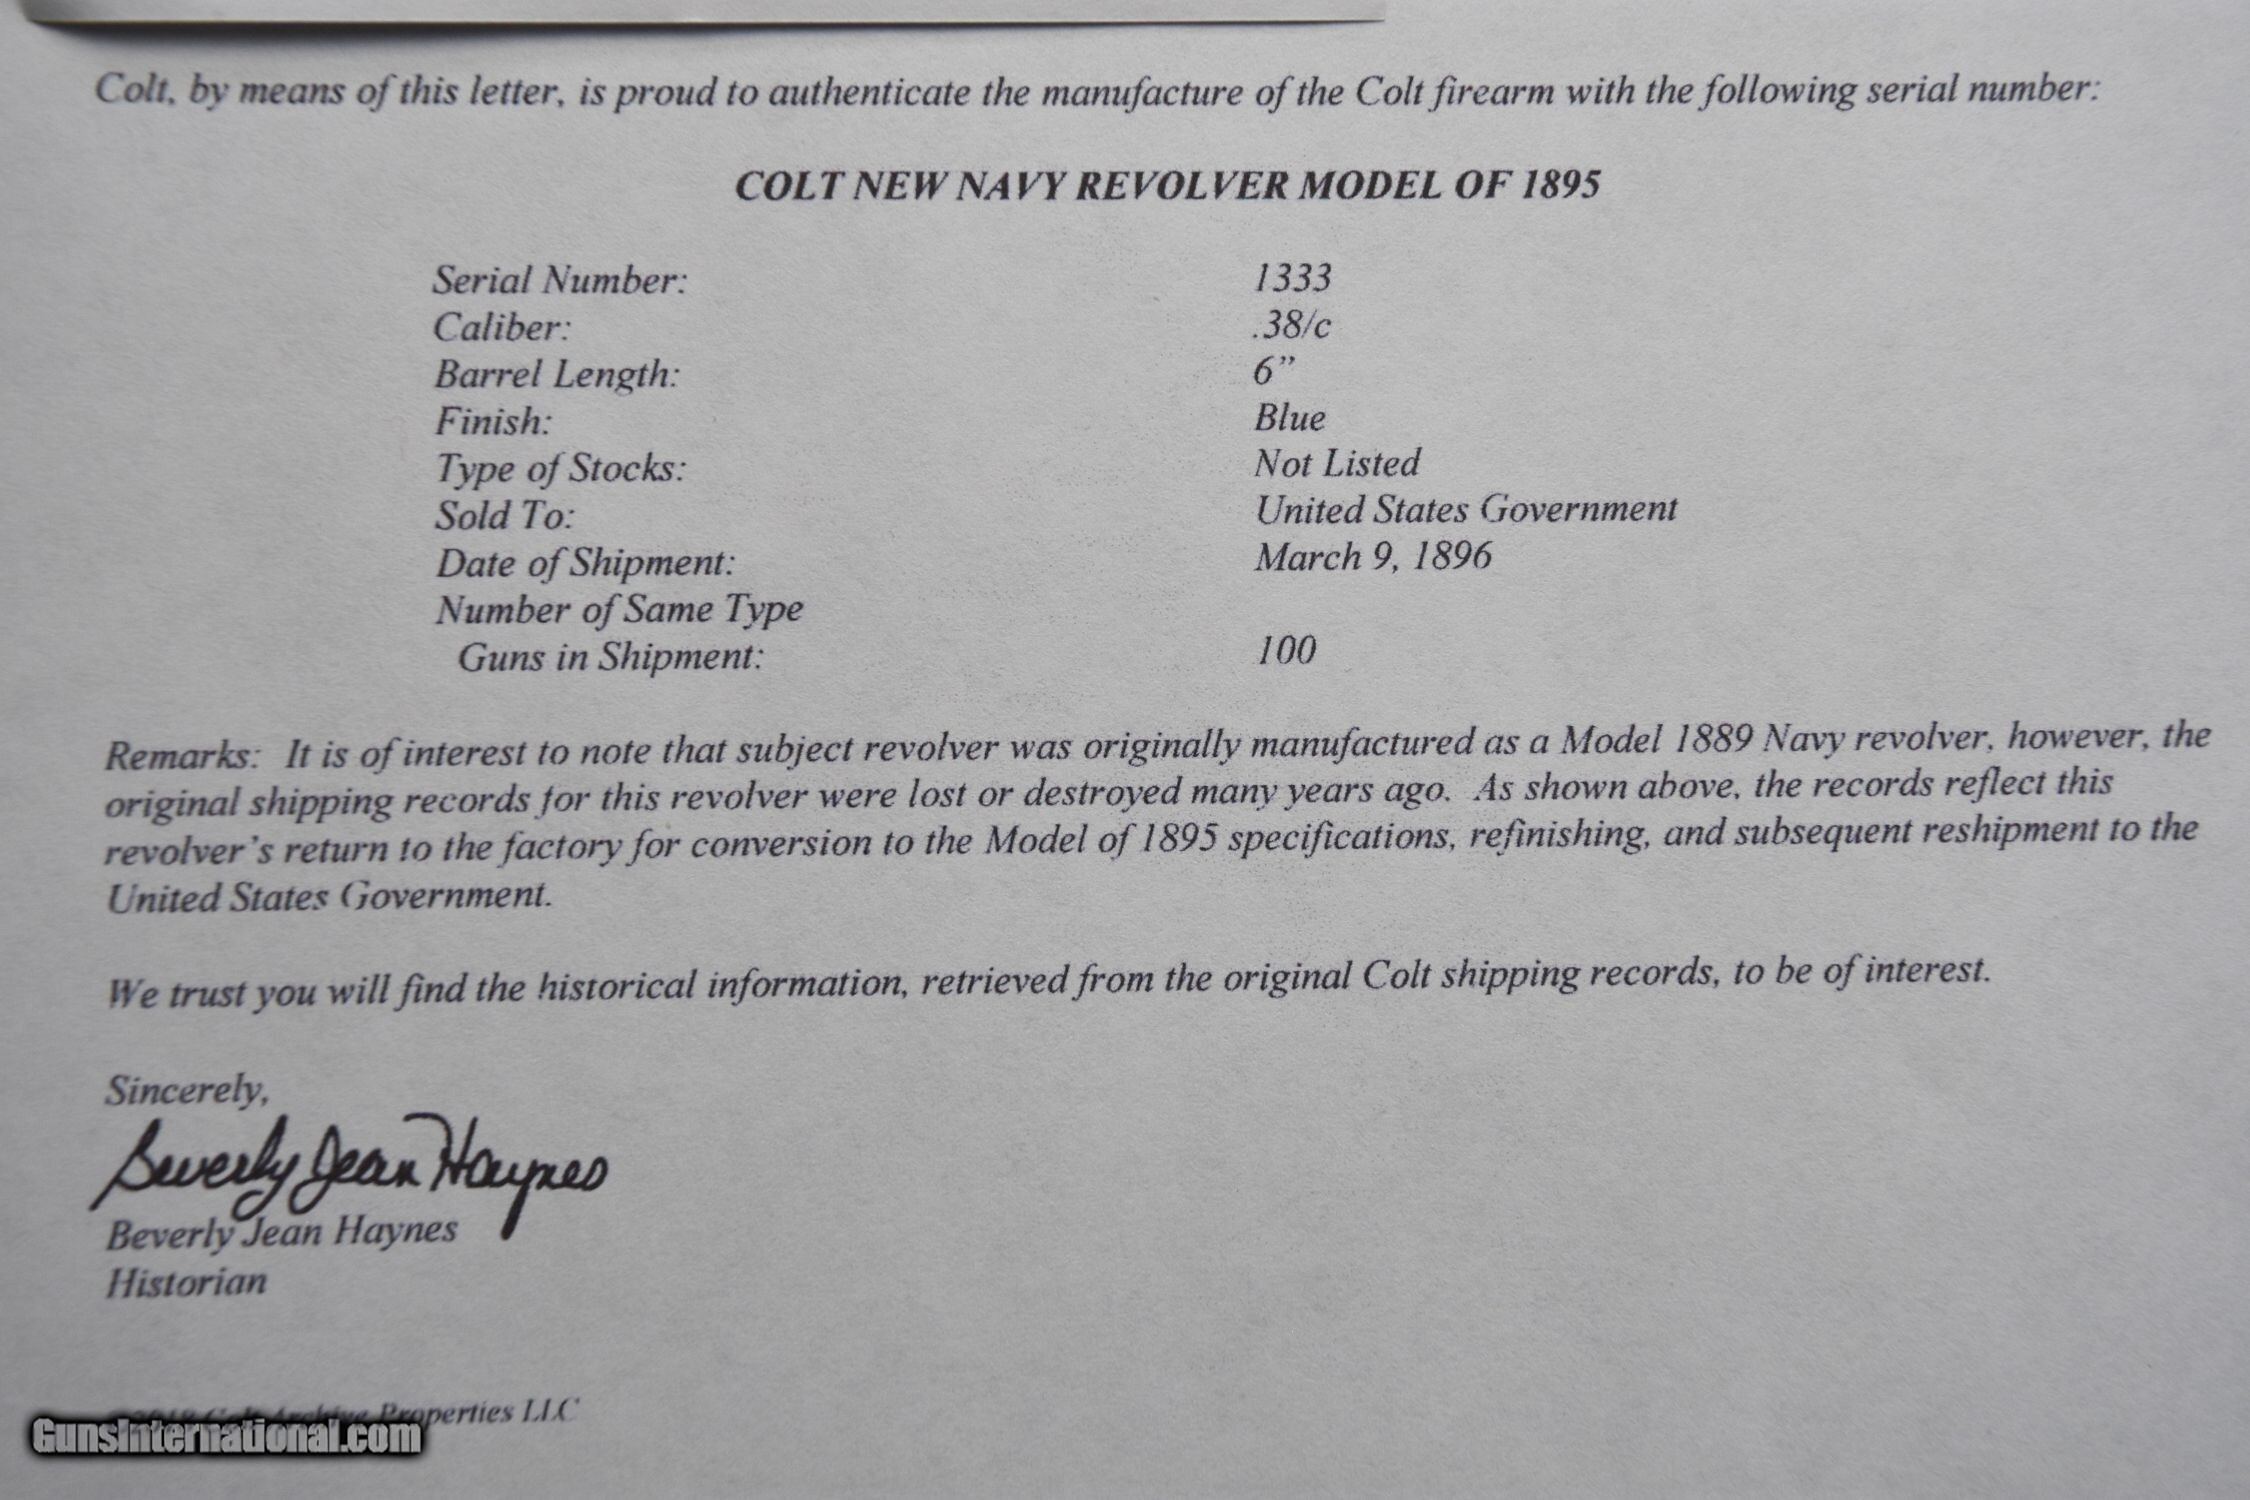 Colt, by means of this letter, is proud to authenticate the manufacture of the Colt firearm with the following serial number:
COLT NEW NAVY REVOLVER MODEL OF 1895
Serial Number: 1333
Caliber: .38/c
Barrel Length: 6”
Finish: Blue
Type of Stocks: Not Listed
Sold To: United States Government
Date of Shipment: March 9, 1896
Number of Same Type
Guns in Shipment: 100
Remarks: It is of interest to note that subject revolver was originally manufactured as a Model 1889 Navy revolver, however, the
original shipping records for this revolver were lost or destroyed many years ago. As shown above, the records reflect this
revolver’s return to the factory for conversion to the Model of 1895 specifications, refinishing, and subsequent reshipment to the
United States Government.
We trust you will find the historical information, retrieved from the original Colt shipping records, to be of interest.
Sincerely,
Beverly Jean Haynes
Beverly Jean Haynes
Historian
Colt Archive Properties LLC
GunsInternational.com